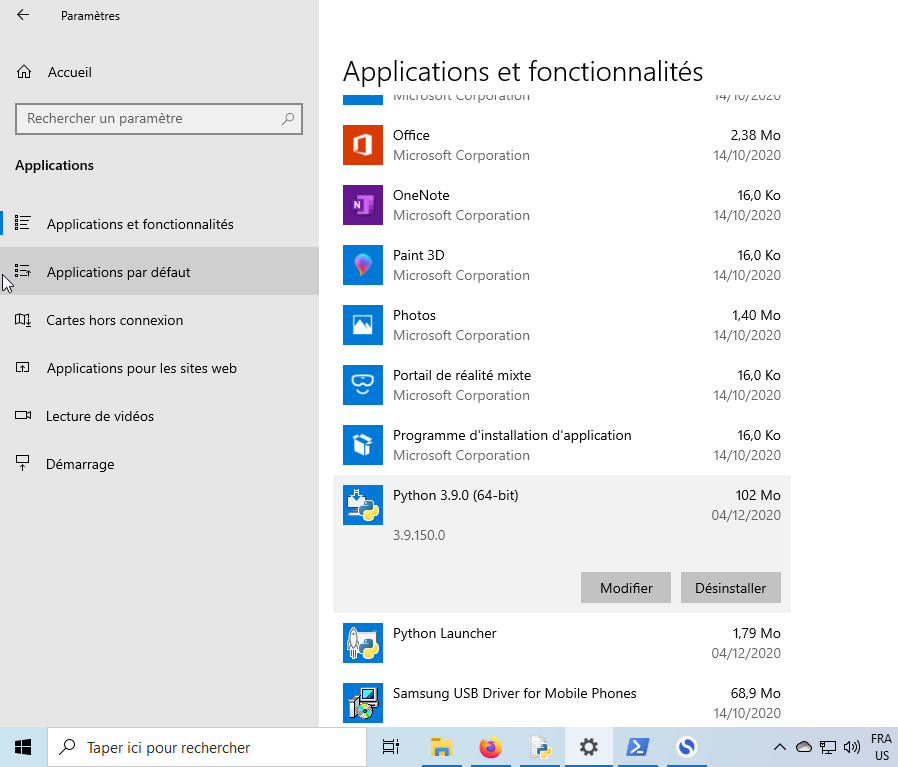 Paramètres
Accueil
Rechercher un paramètre
Applications
Applications et fonctionnalités
Applications par défaut
Cartes hors connexion
Applications pour les sites web
Lecture de vidéos
Démarrage
Applications et fonctionnalités
Microsoft Corporation 14/10/2020
Office 2,38 Mo
Microsoft Corporation 14/10/2020
OneNote 16,0 Ko
Microsoft Corporation 14/10/2020
Paint 3D 16,0 Ko
Microsoft Corporation 14/10/2020
Photos 1,40 Mo
Microsoft Corporation 14/10/2020
Portail de réalité mixte 16,0 Ko
Microsoft Corporation 14/10/2020
Programme d'installation d'application 16,0 Ko
Microsoft Corporation 14/10/2020
Python 3.9.0 (64-bit) 102 Mo
04/12/2020
3.9.150.0
Modifier Désinstaller
Python Launcher 1,79 Mo
04/12/2020
Samsung USB Driver for Mobile Phones 68,9 Mo
14/10/2020
Taper ici pour rechercher
FRA
US